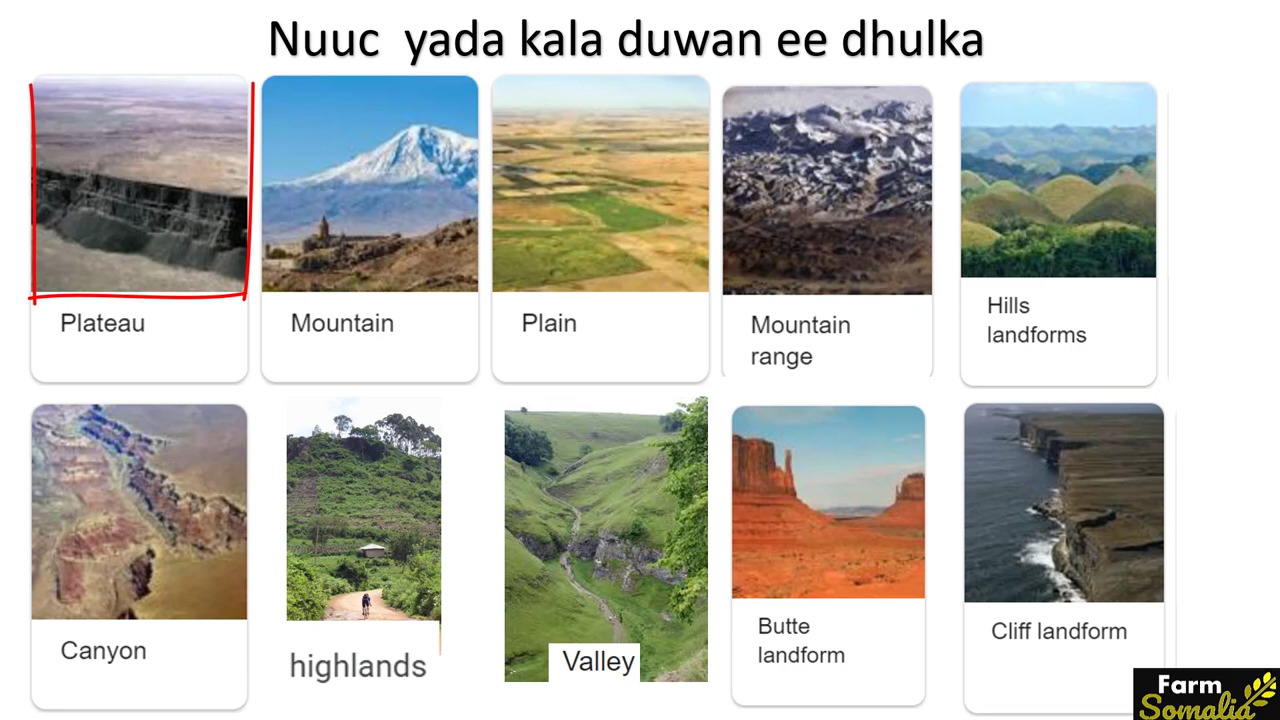 Nuuc  yada kala duwan ee dhulka
Plateau
Mountain
Plain
Mountain
range
Hills
landforms
Canyon
highlands
Valley
Butte
landform
Cliff landform
Farm
Somalia